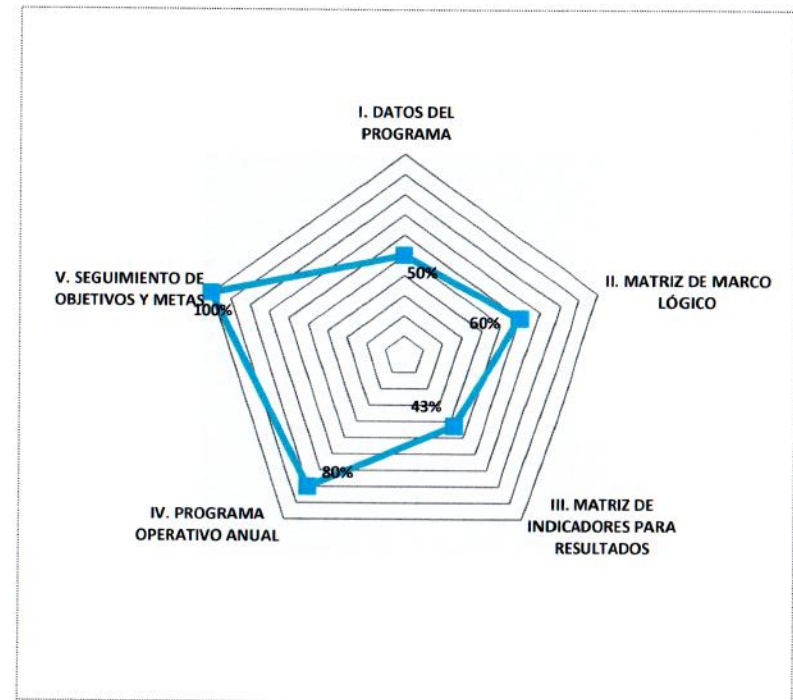 I. DATOS DEL
PROGRAMA
50%
V. SEGUIMIENTO DE
OBJETIVOS Y METAS
100%
II. MATRIZ DE MARCO
LÓGICO
60%
43%
80%
IV. PROGRAMA
OPERATIVO ANUAL
III. MATRIZ DE
INDICADORES PARA
RESULTADOS